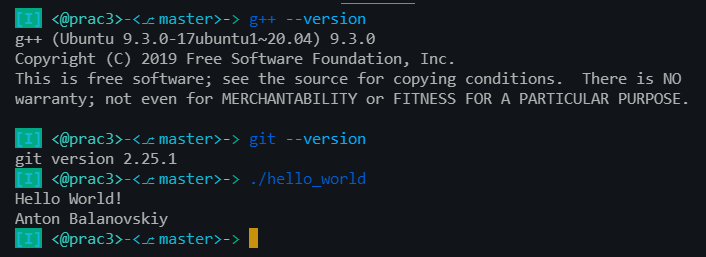 [I] <@prac3>-<⎇master>-> g++ --version
g++ (Ubuntu 9.3.0-17ubuntu1~20.04) 9.3.0
Copyright (C) 2019 Free Software Foundation, Inc.
This is free software; see the source for copying conditions.  There is NO
warranty; not even for MERCHANTABILITY or FITNESS FOR A PARTICULAR PURPOSE.
[I] <@prac3>-<⎇master>-> git --version
git version 2.25.1
[I] <@prac3>-<⎇master>-> ./hello_world
Hello World!
Anton Balanovskiy
[I] <@prac3>-<⎇master>->